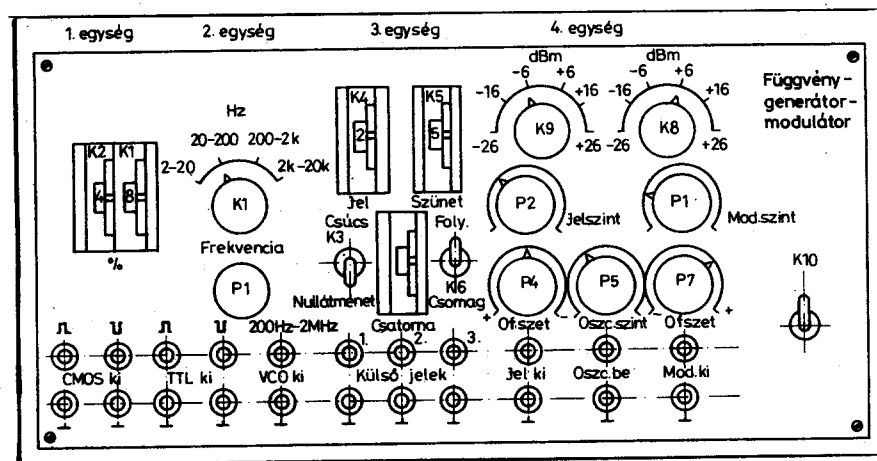 1. egység 2. egység 3. egység 4. egység
dBm dBm
-6 +6 -6 +6
-16 +16 -16 +16
-26 +26 -26 +26
K9 K8
Függvény-
generátor-
modulátor
K4 K5
2 5
Hz
20-200 200-2k
2-20 2k-20k
K2 K1
4 8
%
K1
Jel Szünet
P2 Jelszint P1 Mod.szint
Csúcs Foly.
K3
Frekvencia
P1
Nullátmenet K6 Csomag
P4 P5 P7
K10
+ - - +
Csatorna Ofszet Oszc.szint Ofszet
200Hz-2MHz 1. 2. 3.
CMOS ki TTL ki VCO ki Külső jelek Jel ki Oszc.be Mod.ki